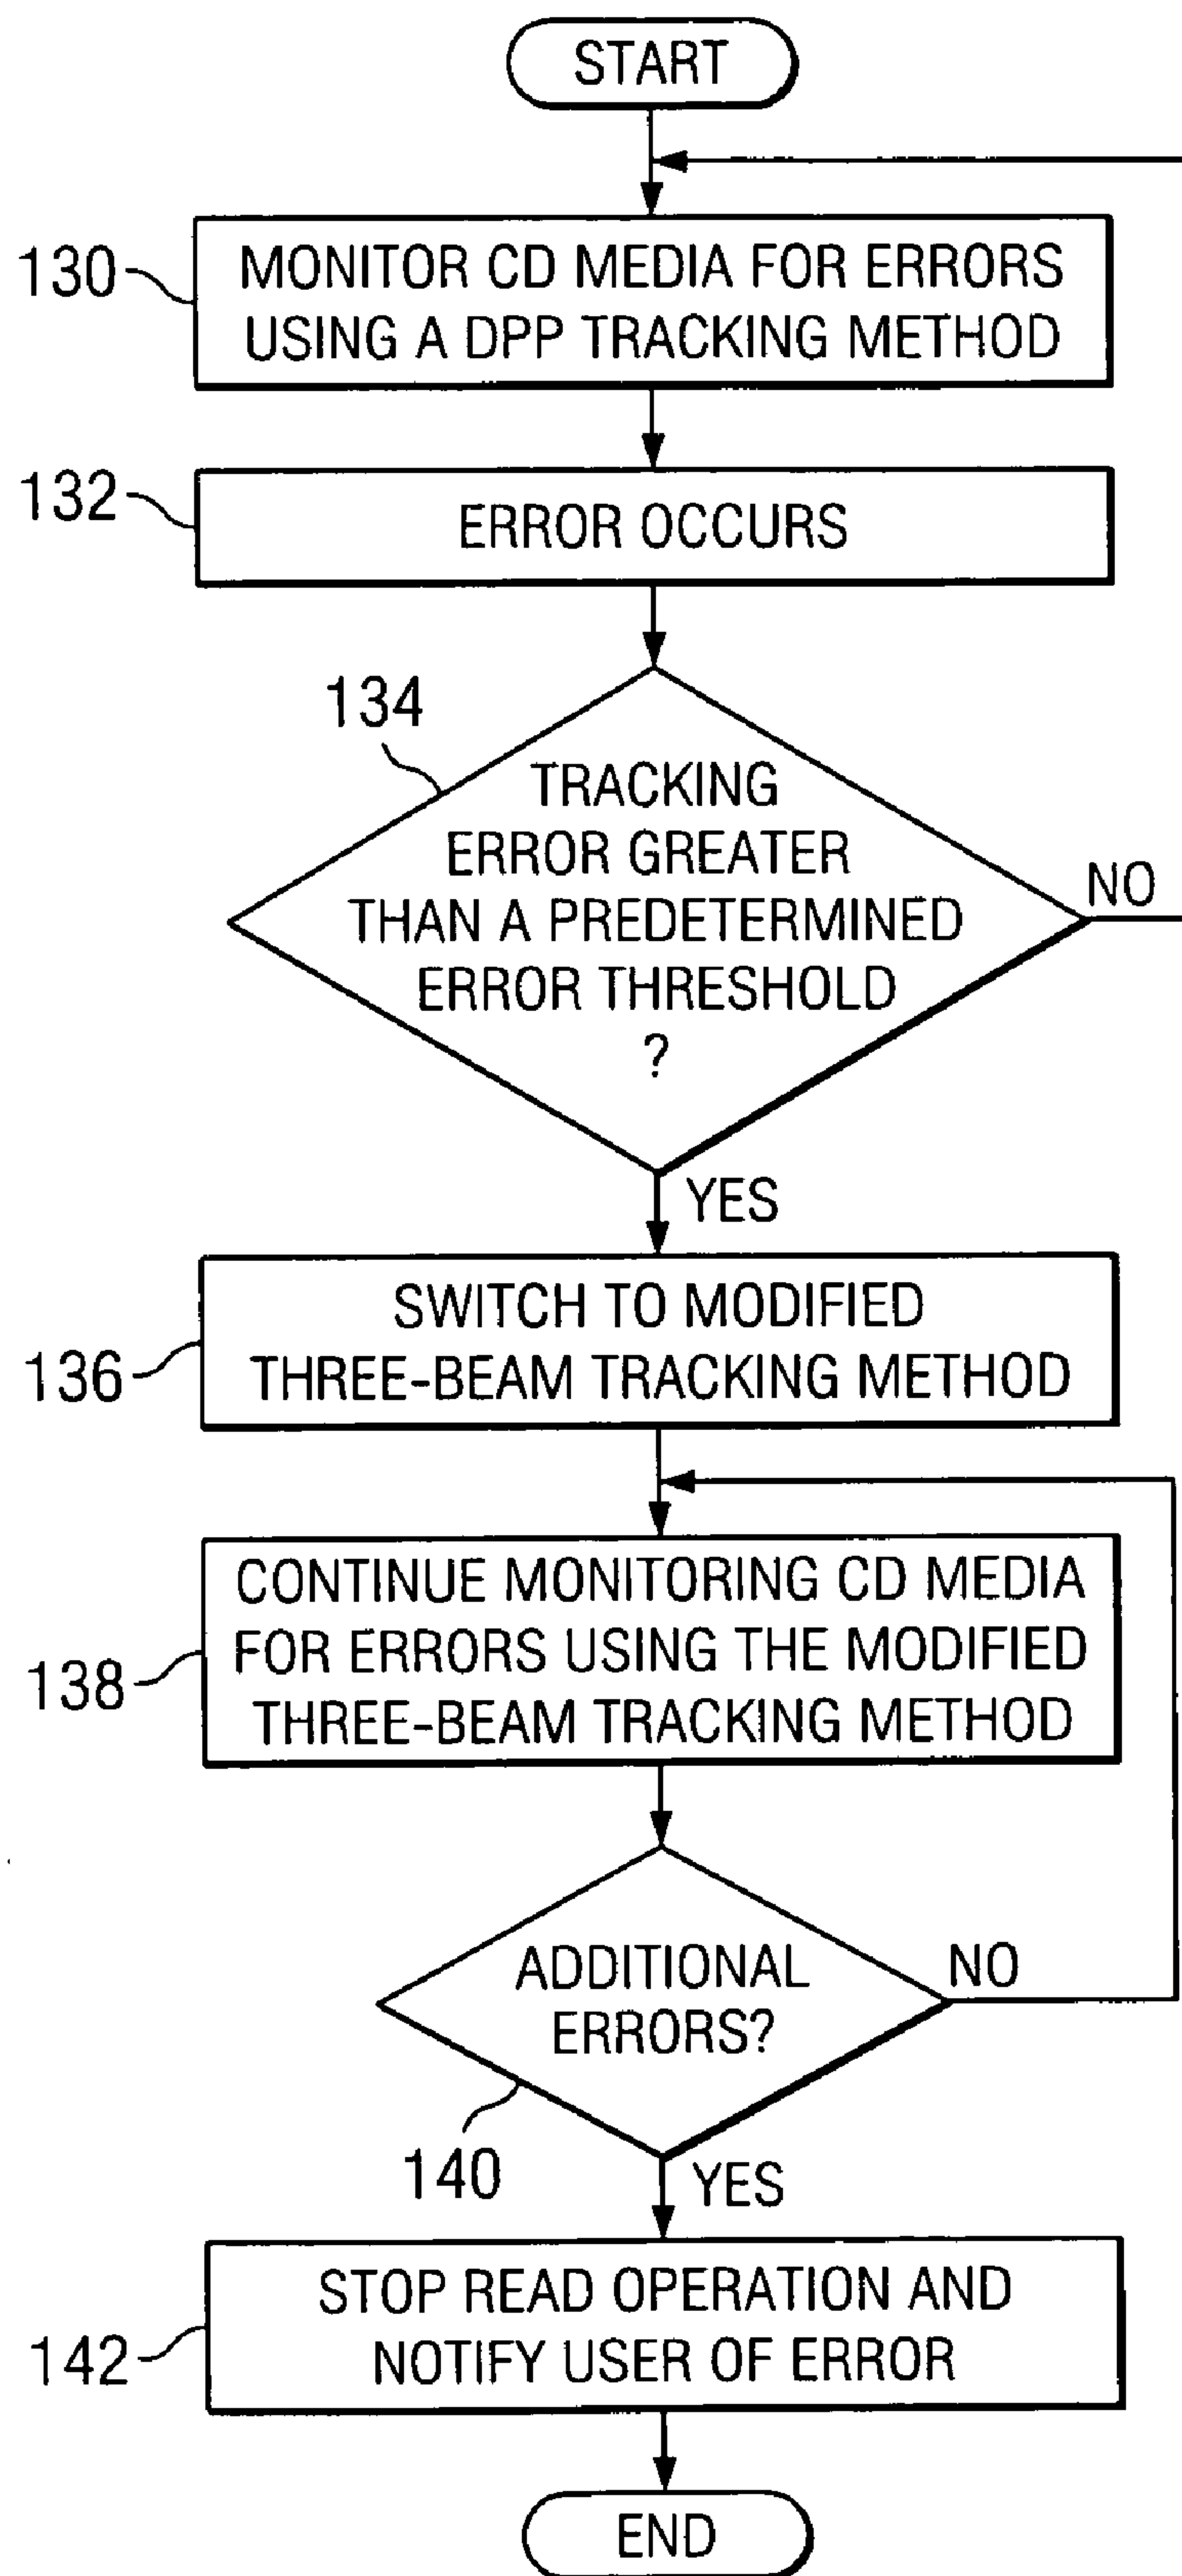 START
130
MONITOR CD MEDIA FOR ERRORS
USING A DPP TRACKING METHOD
132
ERROR OCCURS
134
TRACKING
ERROR GREATER
THAN A PREDETERMINED
ERROR THRESHOLD
?
NO
YES
136
SWITCH TO MODIFIED
THREE-BEAM TRACKING METHOD
138
CONTINUE MONITORING CD MEDIA
FOR ERRORS USING THE MODIFIED
THREE-BEAM TRACKING METHOD
ADDITIONAL
ERRORS?
NO
140
YES
142
STOP READ OPERATION AND
NOTIFY USER OF ERROR
END